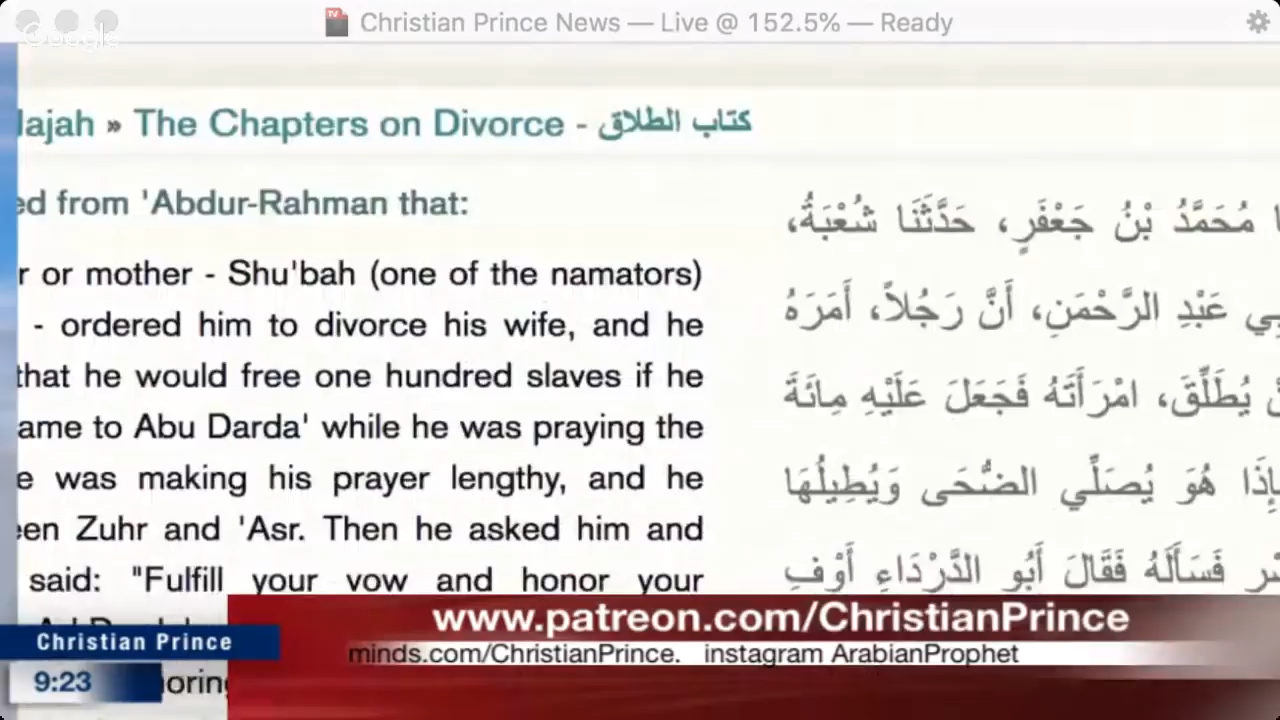 Christian Prince News — Live @ 152.5% — Ready
Google
» The Chapters on Divorce - كتاب الطلاق
from 'Abdur-Rahman that:
or mother - Shu'bah (one of the namators)
- ordered him to divorce his wife, and he
that he would free one hundred slaves if he
to Abu Darda' while he was praying the
was making his prayer lengthy, and he
Zuhr and 'Asr. Then he asked him and
said: "Fulfill your vow and honor your
مُحَمَّدُ بْنُ جَعْفَرٍ، حَدَّثَنَا شُعْبَةُ،
عَبْدِ الرَّحْمَنِ، أَنَّ رَجُلاً، أَمَرَهُ
يُطَلِّقَ، امْرَأَتَهُ فَجَعَلَ عَلَيْهِ مِائَةَ
هُوَ يُصَلِّي الضُّحَى وَيُطِيلُهَا
فَسَأَلَهُ فَقَالَ أَبُو الدَّرْدَاءِ أَوْفِ
www.patreon.com/ChristianPrince
minds.com/ChristianPrince. instagram ArabianProphet
Christian Prince
9:23